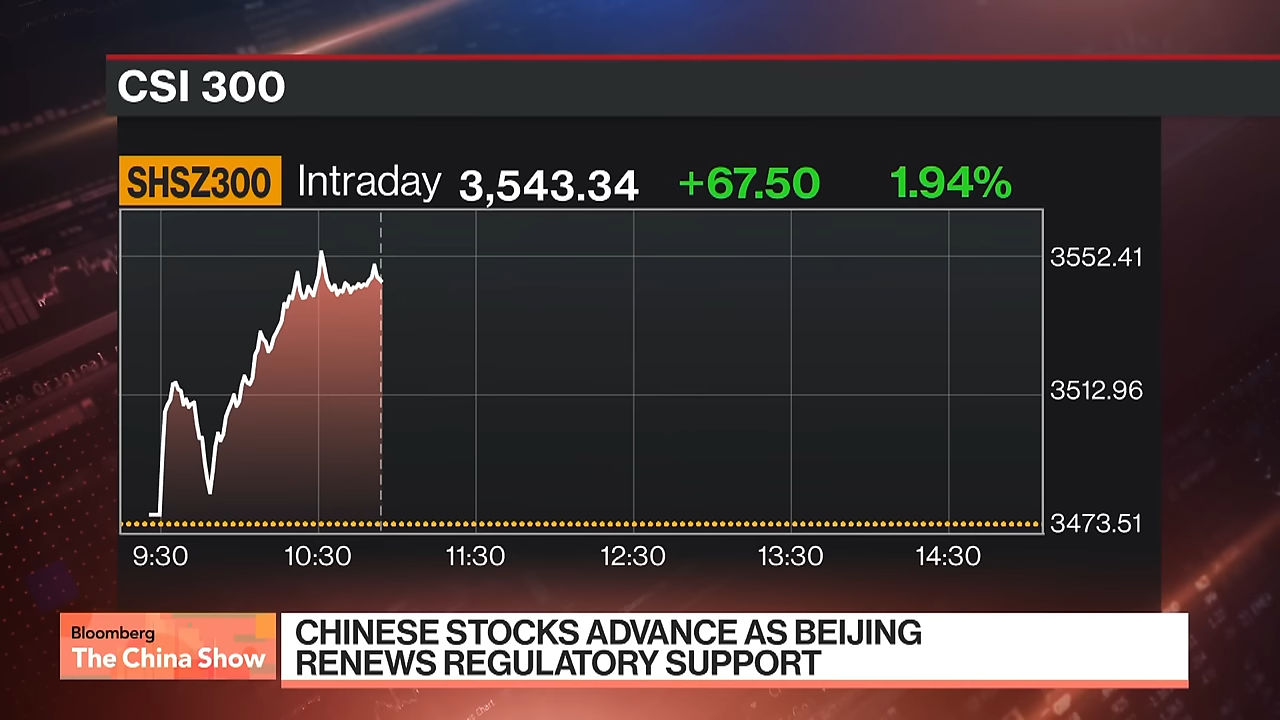 CSI 300
SHSZ300 Intraday 3,543.34 +67.50 1.94%
3552.41
3512.96
3473.51
9:30 10:30 11:30 12:30 13:30 14:30
Bloomberg
The China Show
CHINESE STOCKS ADVANCE AS BEIJING
RENEWS REGULATORY SUPPORT